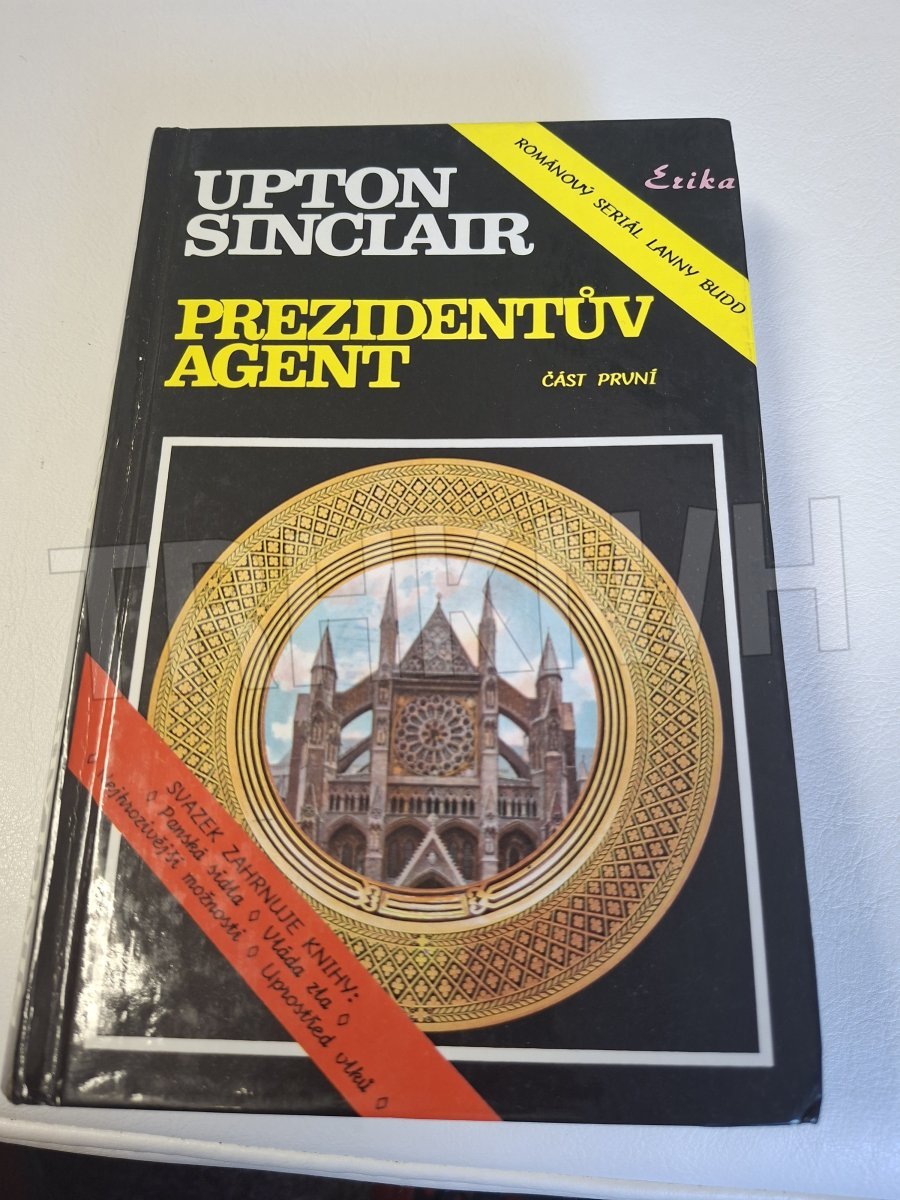 UPTON
SINCLAIR
ROMÁNOVÝ SERIÁL LANNY BUDD
Erika
PREZIDENTŮV
AGENT
ČÁST PRVNÍ
SVAZEK ZAHRNUJE KNIHY:
◊ Panská sídla ◊ Vláda zla ◊
◊ Nejhrozivější možnosti ◊ Uprostřed vlků ◊